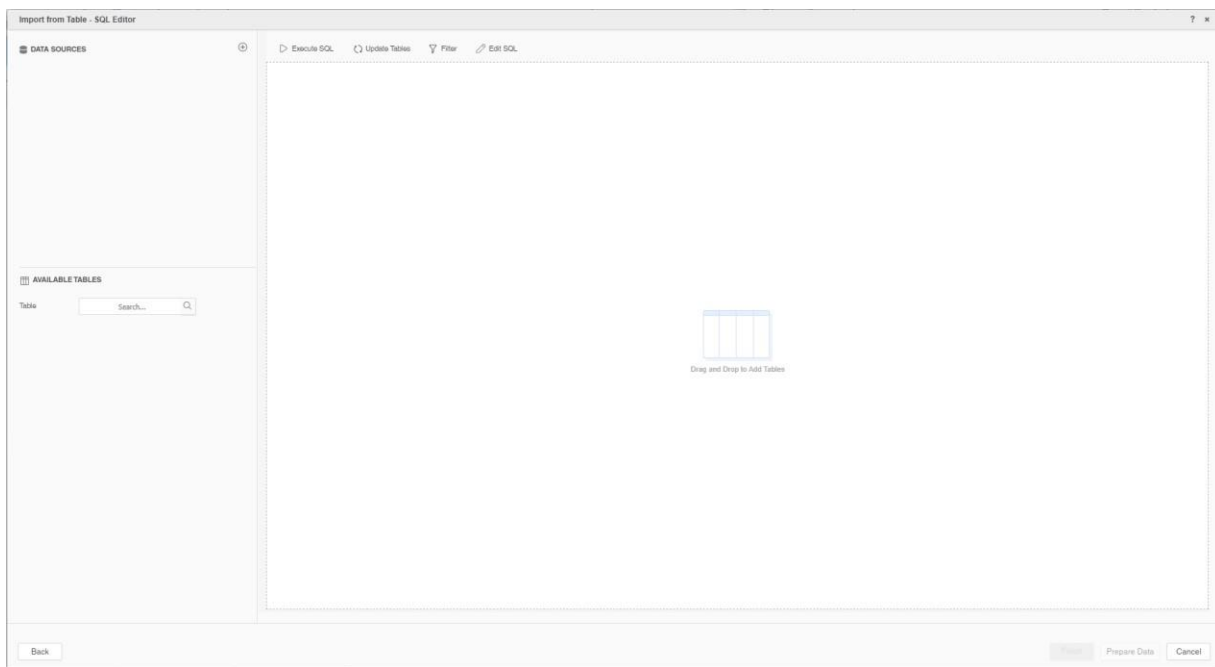 Import from Table - SQL Editor
? ×
DATA SOURCES
Execute SQL
Update Tables
Filter
Edit SQL
AVAILABLE TABLES
Table
Search...
Drag and Drop to Add Tables
Back
Prepare Data
Cancel